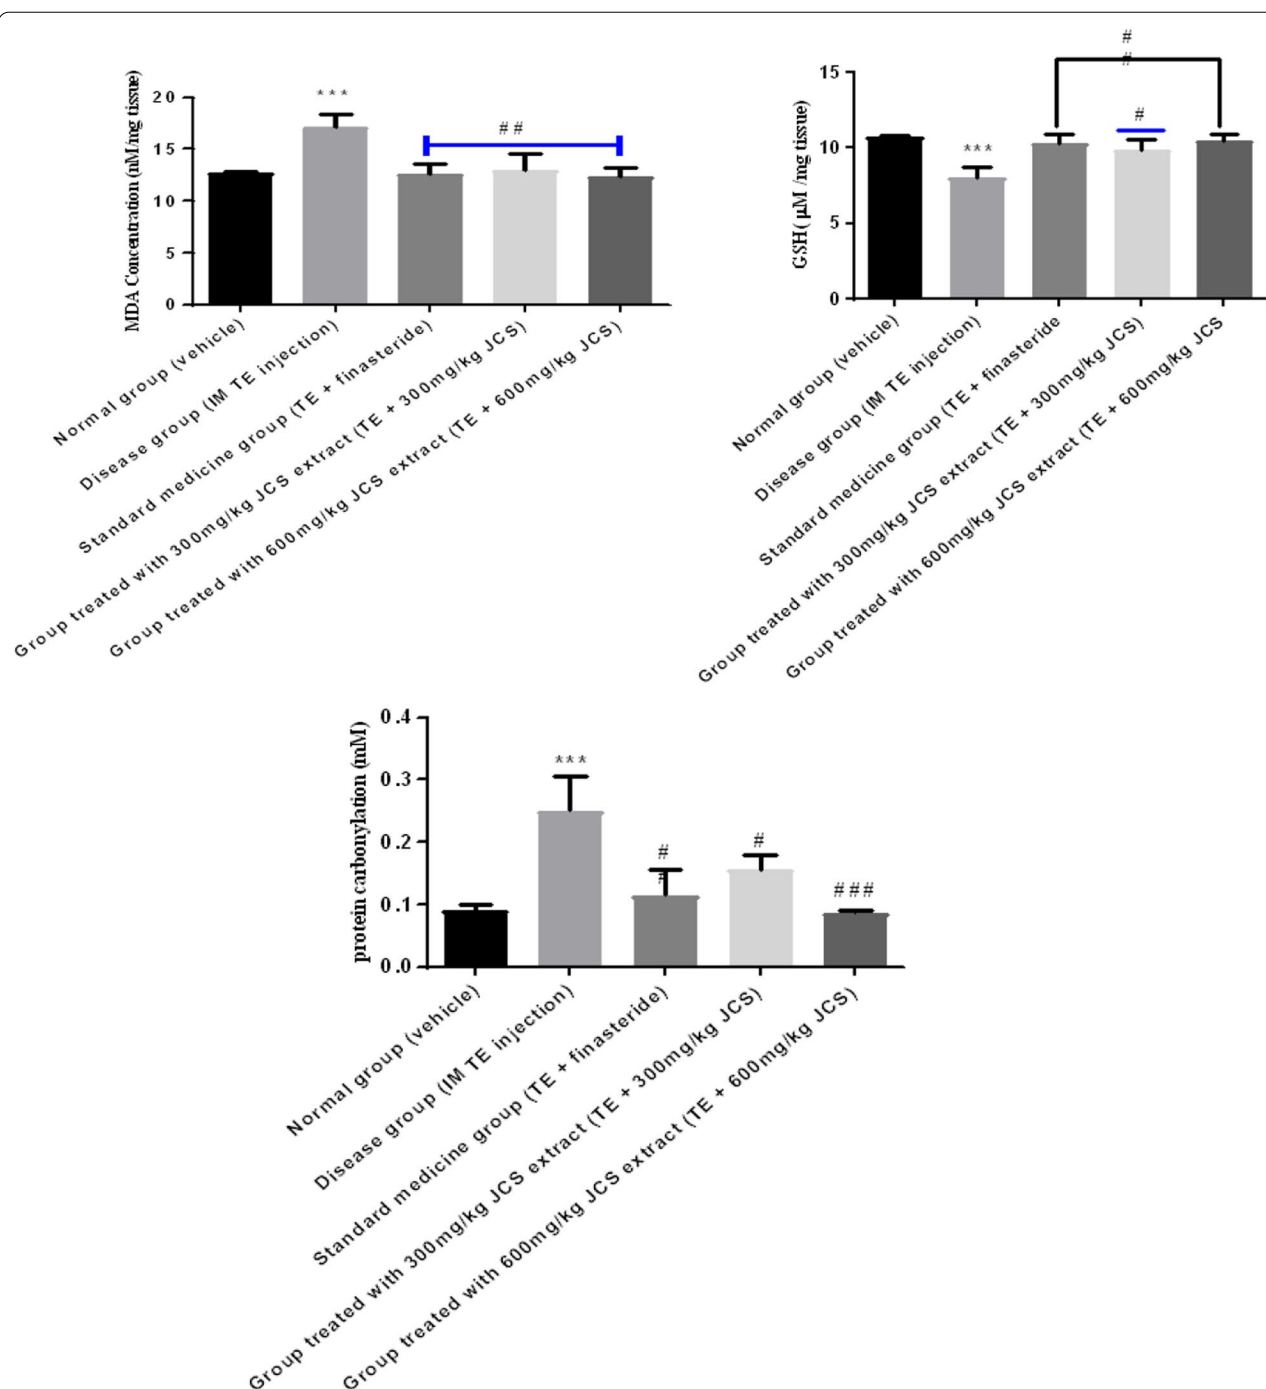 MDA Concentration (nM/mg tissue)
20
15
10
5
0
***
##
Normal group (vehicle)
Disease group (IM TE injection)
Standard medicine group (TE + finasteride)
Group treated with 300mg/kg JCS extract (TE + 300mg/kg JCS)
Group treated with 600mg/kg JCS extract (TE + 600mg/kg JCS)
GSH( µM /mg tissue)
15
10
5
0
***
#
#
#
Normal group (vehicle)
Disease group (IM TE injection)
Standard medicine group (TE + finasteride
Group treated with 300mg/kg JCS extract (TE + 300mg/kg JCS)
Group treated with 600mg/kg JCS extract (TE + 600mg/kg JCS
protein carbonylation (mM)
0.4
0.3
0.2
0.1
0.0
***
#
#
#
###
Normal group (vehicle)
Disease group (IM TE injection)
Standard medicine group (TE + finasteride)
Group treated with 300mg/kg JCS extract (TE + 300mg/kg JCS)
Group treated with 600mg/kg JCS extract (TE + 600mg/kg JCS)